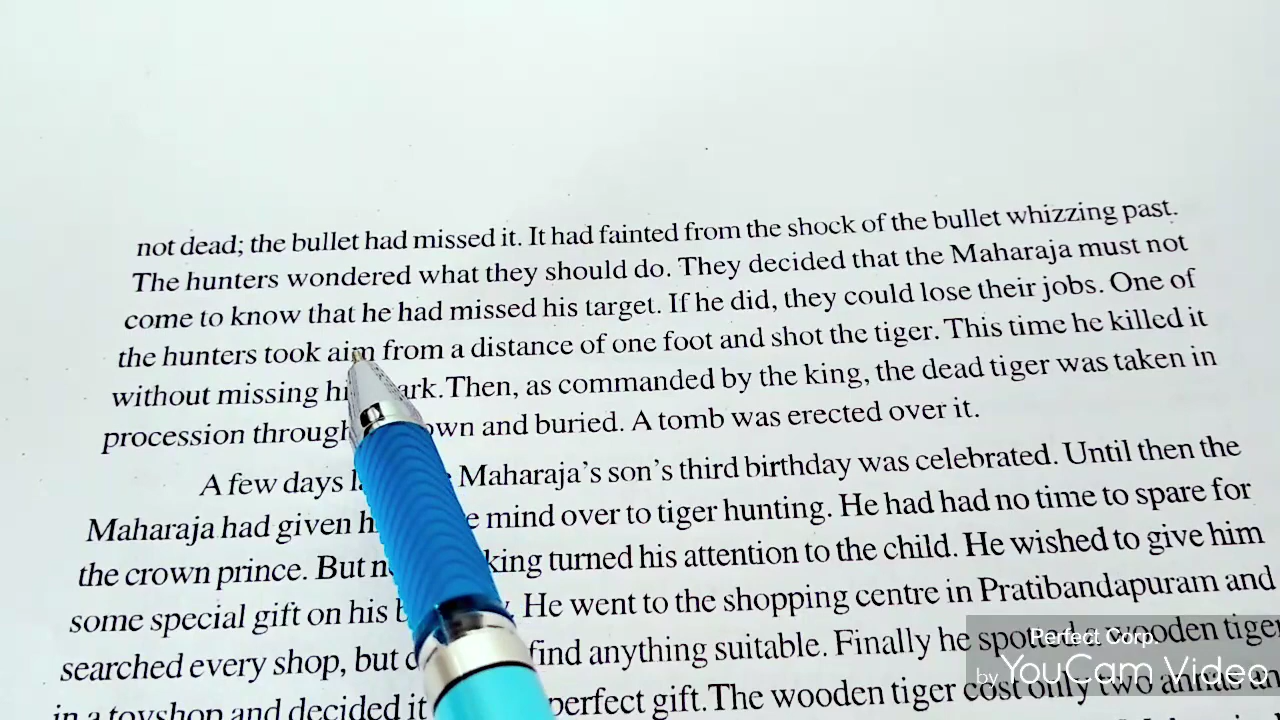 not dead; the bullet had missed it. It had fainted from the shock of the bullet whizzing past.
The hunters wondered what they should do. They decided that the Maharaja must not
come to know that he had missed his target. If he did, they could lose their jobs. One of
the hunters took aim from a distance of one foot and shot the tiger. This time he killed it
without missing hi ark. Then, as commanded by the king, the dead tiger was taken in
procession through own and buried. A tomb was erected over it.
A few days Maharaja's son's third birthday was celebrated. Until then the
Maharaja had given mind over to tiger hunting. He had had no time to spare for
the crown prince. But king turned his attention to the child. He wished to give him
some special gift on his He went to the shopping centre in Pratibandapuram and
searched every shop, but find anything suitable. Finally he spotted a wooden tiger
in a toyshop and decided it perfect gift. The wooden tiger cost only two annas
Perfect Corp.
by YouCam Video